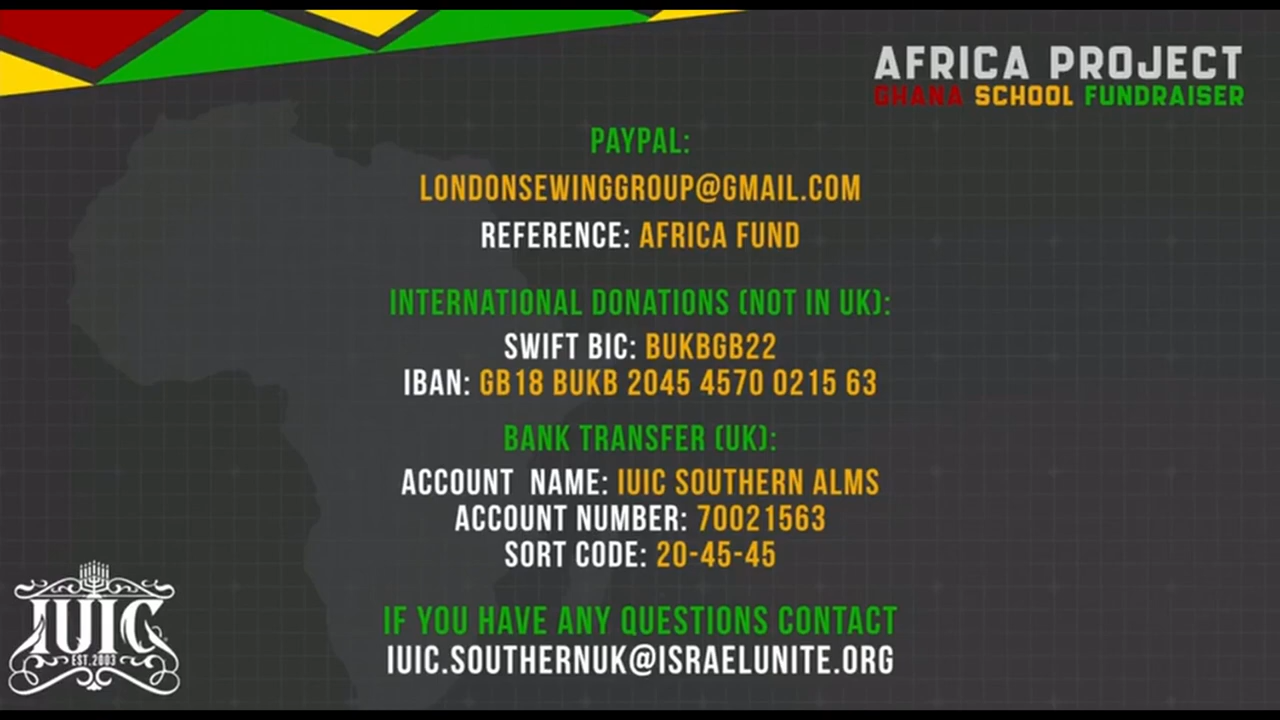 AFRICA PROJECT
GHANA SCHOOL FUNDRAISER
PAYPAL:
LONDONSEWINGGROUP@GMAIL.COM
REFERENCE: AFRICA FUND
INTERNATIONAL DONATIONS (NOT IN UK):
SWIFT BIC: BUKBGB22
IBAN: GB18 BUKB 2045 4570 0215 63
BANK TRANSFER (UK):
ACCOUNT NAME: IUIC SOUTHERN ALMS
ACCOUNT NUMBER: 70021563
SORT CODE: 20-45-45
IF YOU HAVE ANY QUESTIONS CONTACT
IUIC.SOUTHERNUK@ISRAELUNITE.ORG
IUIC
EST. 2003